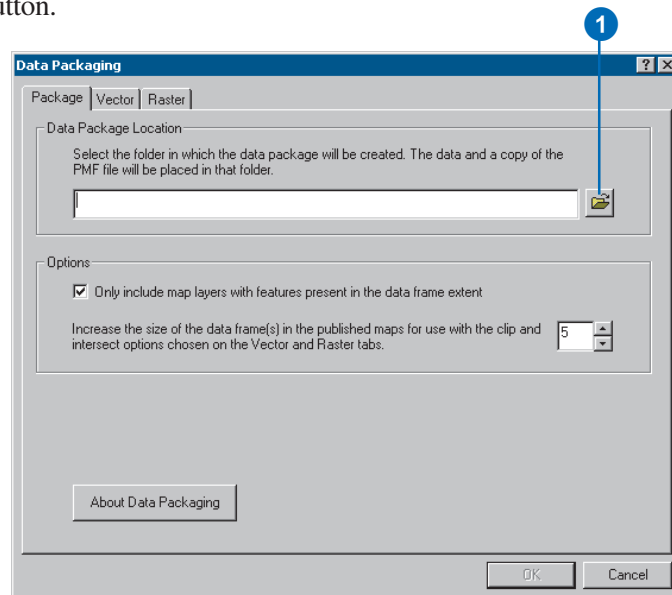 utton.
1
Data Packaging
Package Vector Raster
Data Package Location
Select the folder in which the data package will be created. The data and a copy of the
PMF file will be placed in that folder.
Options
Only include map layers with features present in the data frame extent
Increase the size of the data frame(s) in the published maps for use with the clip and
intersect options chosen on the Vector and Raster tabs.
5
About Data Packaging
OK Cancel